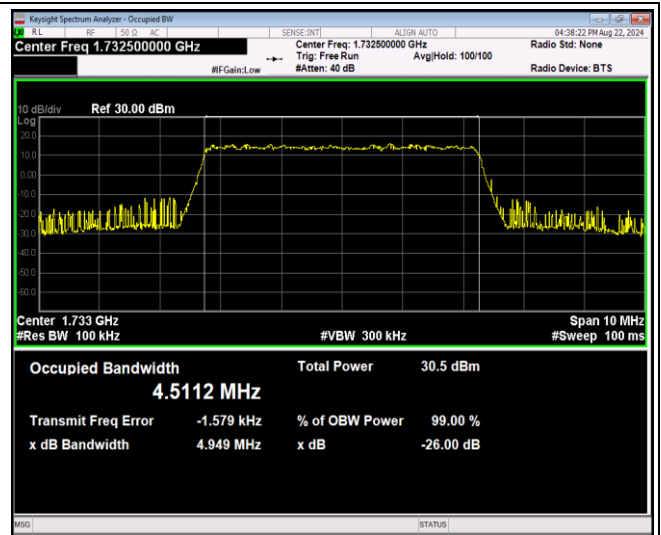 Keysight Spectrum Analyzer - Occupied BW
RL RF 50 Ω AC SENSE:INT ALIGN AUTO 04:38:22 PM Aug 22, 2024
Center Freq 1.732500000 GHz Center Freq: 1.732500000 GHz Radio Std: None
Trig: Free Run Avg|Hold: 100/100
#IFGain:Low #Atten: 40 dB Radio Device: BTS
10 dB/div Ref 30.00 dBm
Log
20.0
10.0
0.00
-10.0
-20.0
-30.0
-40.0
-50.0
-60.0
Center 1.733 GHz Span 10 MHz
#Res BW 100 kHz #VBW 300 kHz #Sweep 100 ms
Occupied Bandwidth Total Power 30.5 dBm
4.5112 MHz
Transmit Freq Error -1.579 kHz % of OBW Power 99.00 %
x dB Bandwidth 4.949 MHz x dB -26.00 dB
MSG STATUS